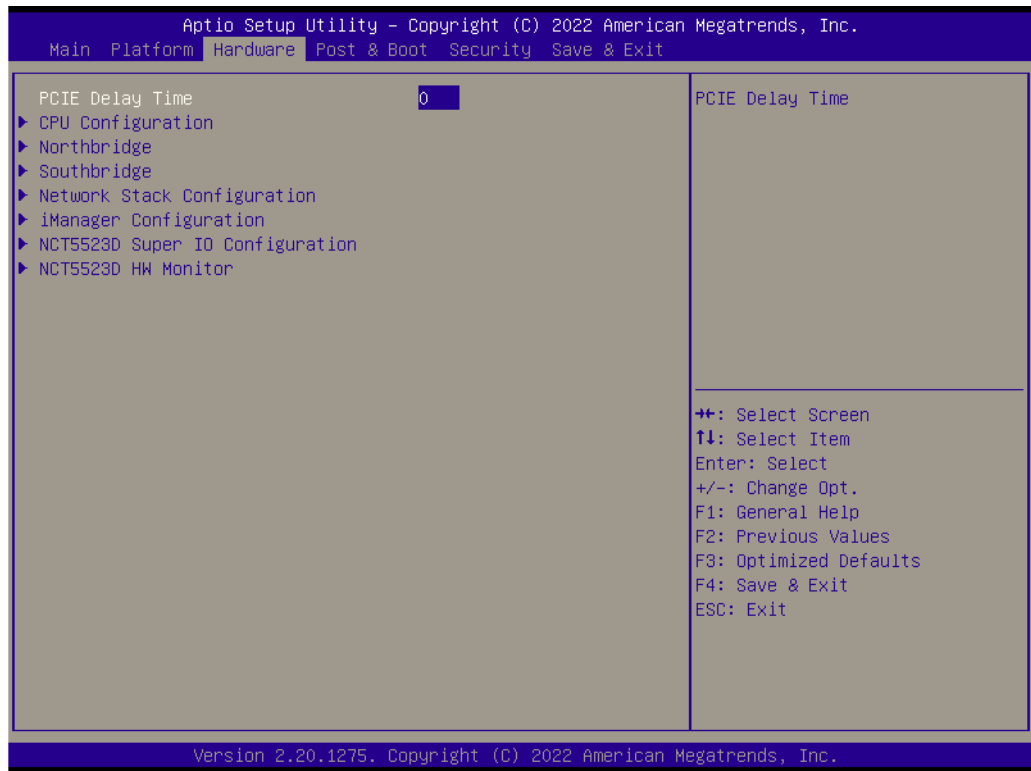 Aptio Setup Utility – Copyright (C) 2022 American Megatrends, Inc.
Main Platform Hardware Post & Boot Security Save & Exit
PCIE Delay Time 0
▶ CPU Configuration
▶ Northbridge
▶ Southbridge
▶ Network Stack Configuration
▶ iManager Configuration
▶ NCT5523D Super IO Configuration
▶ NCT5523D HW Monitor
PCIE Delay Time
→←: Select Screen
↑↓: Select Item
Enter: Select
+/-: Change Opt.
F1: General Help
F2: Previous Values
F3: Optimized Defaults
F4: Save & Exit
ESC: Exit
Version 2.20.1275. Copyright (C) 2022 American Megatrends, Inc.